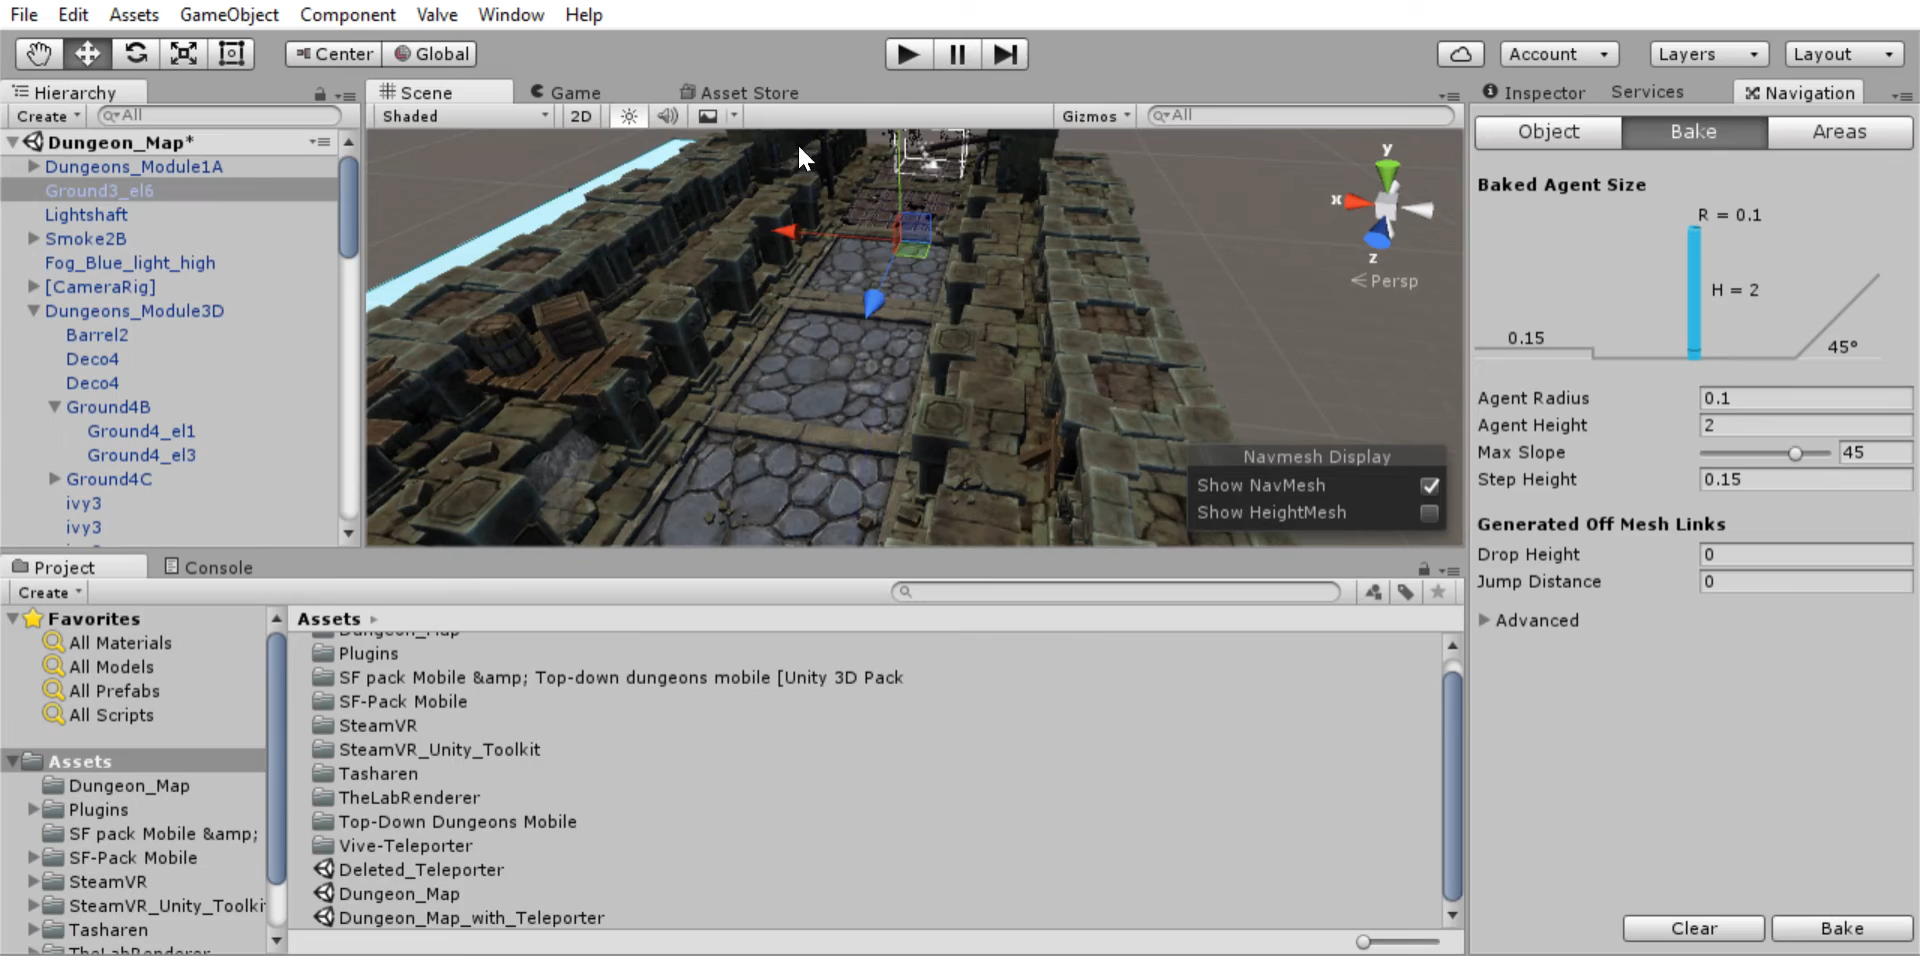 File Edit Assets GameObject Component Valve Window Help
Center Global Account Layers Layout
Hierarchy
Create All
Dungeon_Map*
Dungeons_Module1A
Ground3_el6
Lightshaft
Smoke2B
Fog_Blue_light_high
[CameraRig]
Dungeons_Module3D
Barrel2
Deco4
Deco4
Ground4B
Ground4_el1
Ground4_el3
Ground4C
ivy3
ivy3
Scene Game Asset Store
Shaded 2D Gizmos All
y
x
z
Persp
Navmesh Display
Show NavMesh
Show HeightMesh
Inspector Services Navigation
Object Bake Areas
Baked Agent Size
R = 0.1
H = 2
0.15
45°
Agent Radius 0.1
Agent Height 2
Max Slope 45
Step Height 0.15
Generated Off Mesh Links
Drop Height 0
Jump Distance 0
Advanced
Clear Bake
Project Console
Create
Favorites
All Materials
All Models
All Prefabs
All Scripts
Assets
Dungeon_Map
Plugins
SF pack Mobile &amp;
SF-Pack Mobile
SteamVR
SteamVR_Unity_Toolki
Tasharen
TheLabRenderer
Assets
Dungeon_Map
Plugins
SF pack Mobile &amp; Top-down dungeons mobile [Unity 3D Pack
SF-Pack Mobile
SteamVR
SteamVR_Unity_Toolkit
Tasharen
TheLabRenderer
Top-Down Dungeons Mobile
Vive-Teleporter
Deleted_Teleporter
Dungeon_Map
Dungeon_Map_with_Teleporter